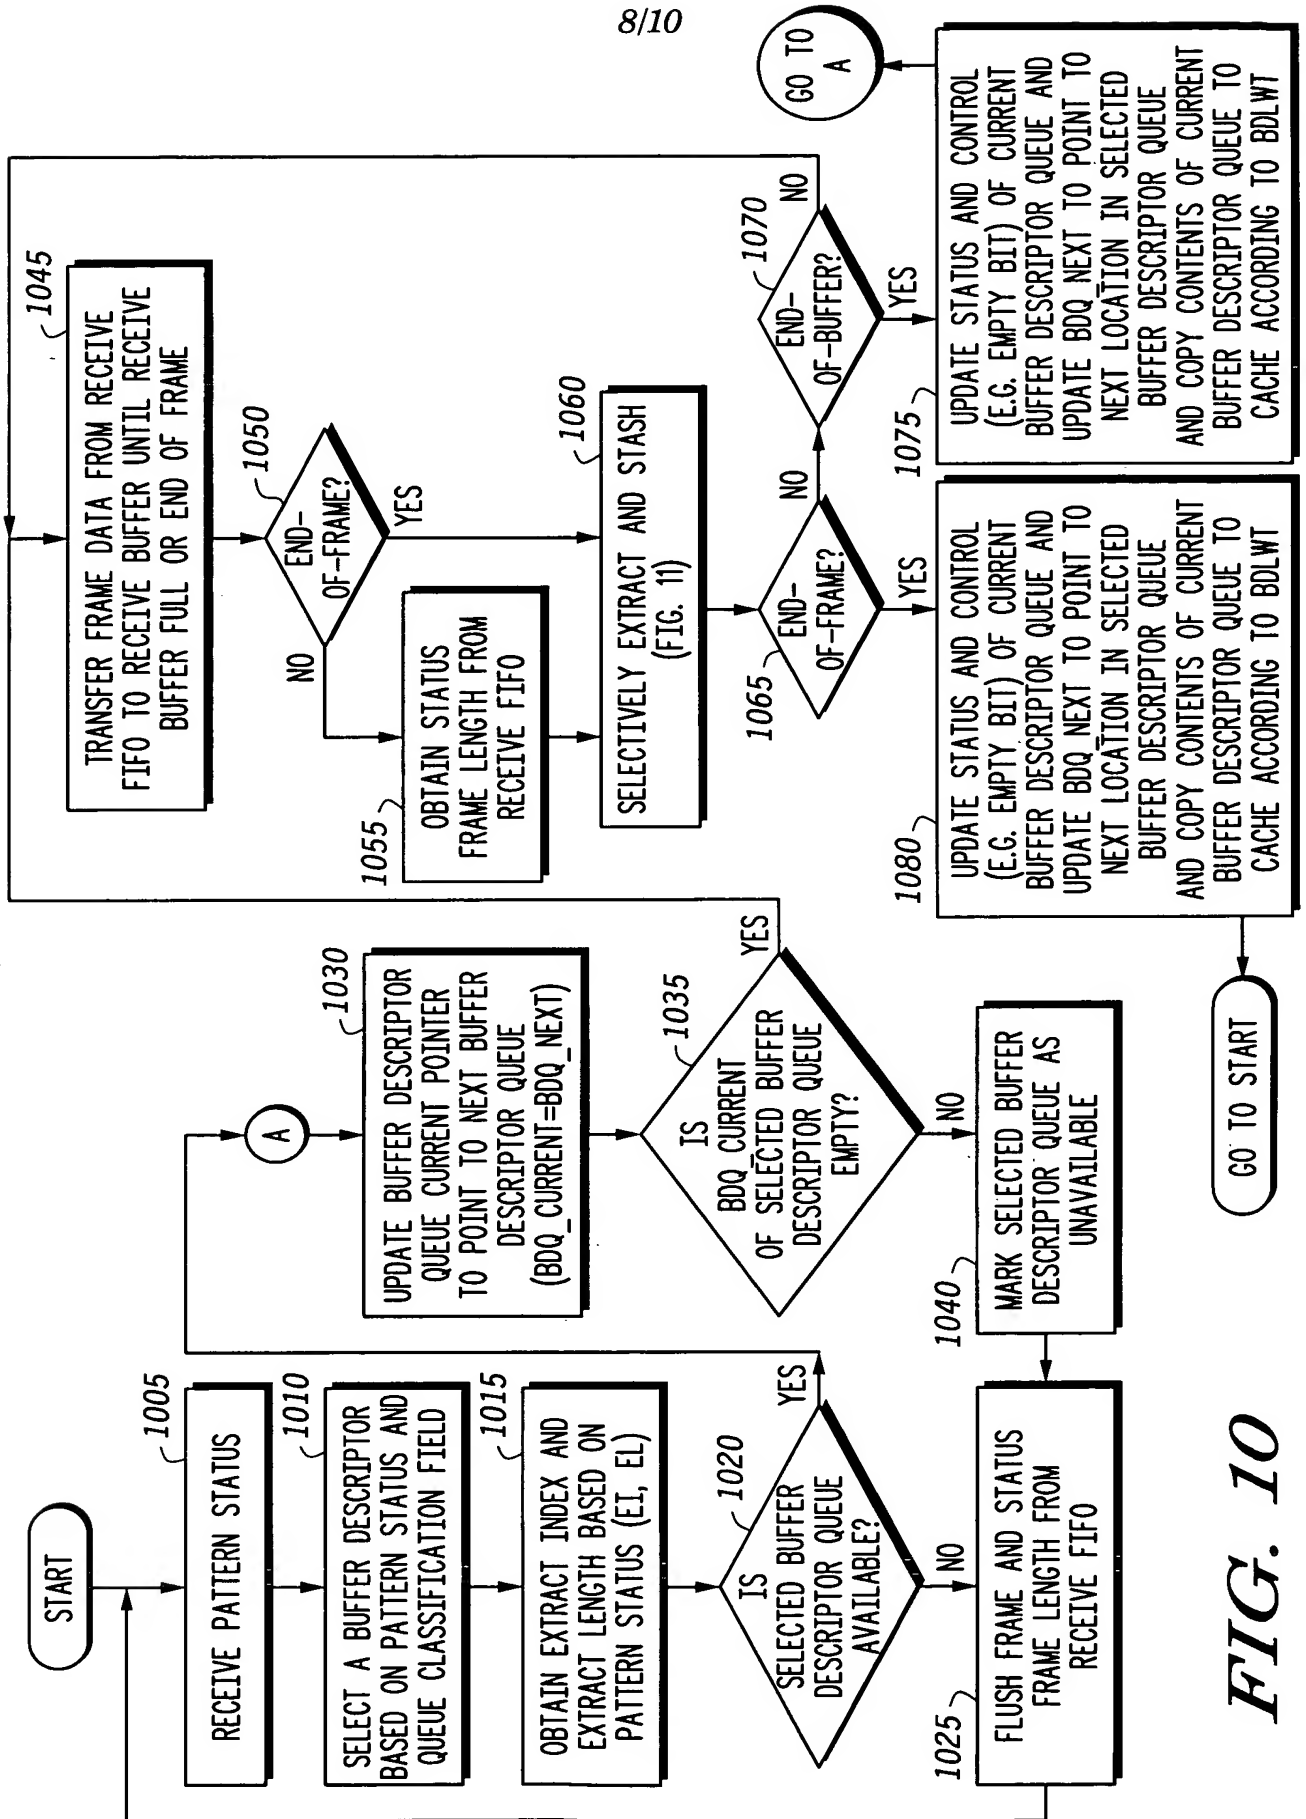 8/10
START
1005
RECEIVE PATTERN STATUS
1010
SELECT A BUFFER DESCRIPTOR
BASED ON PATTERN STATUS AND
QUEUE CLASSIFICATION FIELD
1015
OBTAIN EXTRACT INDEX AND
EXTRACT LENGTH BASED ON
PATTERN STATUS (EI, EL)
1020
IS
SELECTED BUFFER
DESCRIPTOR QUEUE
AVAILABLE?
YES
NO
1025
FLUSH FRAME AND STATUS
FRAME LENGTH FROM
RECEIVE FIFO
A
1030
UPDATE BUFFER DESCRIPTOR
QUEUE CURRENT POINTER
TO POINT TO NEXT BUFFER
DESCRIPTOR QUEUE
(BDQ_CURRENT=BDQ_NEXT)
1035
IS
BDQ_CURRENT
OF SELECTED BUFFER
DESCRIPTOR QUEUE
EMPTY?
YES
NO
1040
MARK SELECTED BUFFER
DESCRIPTOR QUEUE AS
UNAVAILABLE
1045
TRANSFER FRAME DATA FROM RECEIVE
FIFO TO RECEIVE BUFFER UNTIL RECEIVE
BUFFER FULL OR END OF FRAME
1050
END-
OF-FRAME?
NO
YES
1055
OBTAIN STATUS
FRAME LENGTH FROM
RECEIVE FIFO
1060
SELECTIVELY EXTRACT AND STASH
(FIG. 11)
1065
END-
OF-FRAME?
NO
YES
1070
END-
OF-BUFFER?
NO
YES
1075
UPDATE STATUS AND CONTROL
(E.G. EMPTY BIT) OF CURRENT
BUFFER DESCRIPTOR QUEUE AND
UPDATE BDQ_NEXT TO POINT TO
NEXT LOCATION IN SELECTED
BUFFER DESCRIPTOR QUEUE
AND COPY CONTENTS OF CURRENT
BUFFER DESCRIPTOR QUEUE TO
CACHE ACCORDING TO BDLWT
GO TO
A
1080
UPDATE STATUS AND CONTROL
(E.G. EMPTY BIT) OF CURRENT
BUFFER DESCRIPTOR QUEUE AND
UPDATE BDQ_NEXT TO POINT TO
NEXT LOCATION IN SELECTED
BUFFER DESCRIPTOR QUEUE
AND COPY CONTENTS OF CURRENT
BUFFER DESCRIPTOR QUEUE TO
CACHE ACCORDING TO BDLWT
GO TO START
FIG. 10